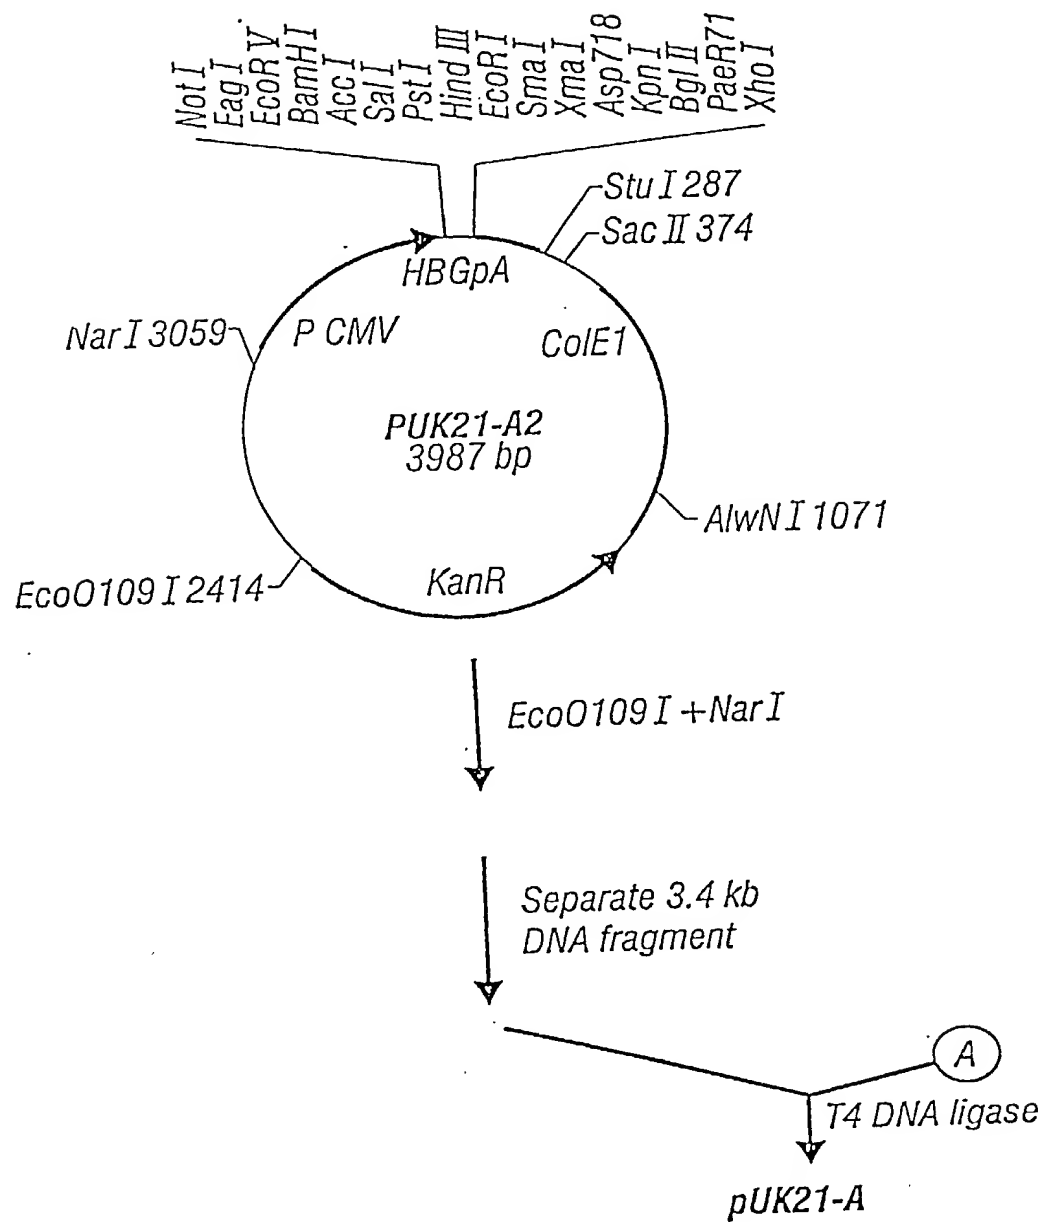 Not I
Eag I
EcoR V
BamH I
Acc I
Sal I
Pst I
Hind III
EcoR I
Sma I
Xma I
Asp718
Kpn I
Bgl II
PaeR71
Xho I
Stu I 287
Sac II 374
HBGpA
Nar I 3059
P CMV
ColE1
PUK21-A2
3987 bp
AlwN I 1071
EcoO109 I 2414
KanR
EcoO109 I + Nar I
Separate 3.4 kb
DNA fragment
A
T4 DNA ligase
pUK21-A